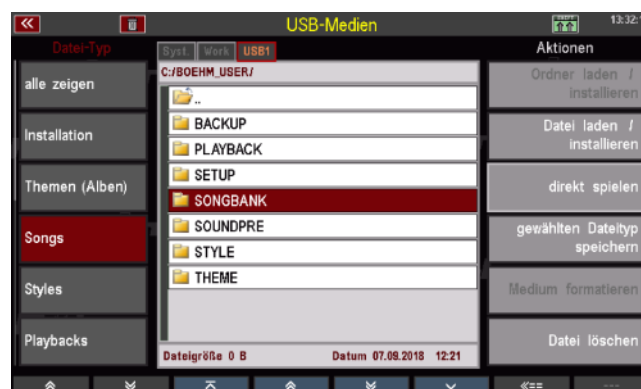 USB-Medien
13:32:
Datei-Typ
Syst. Work USB1
Aktionen
C:/BOEHM_USER/
alle zeigen
Installation
Themen (Alben)
Songs
Styles
Playbacks
..
BACKUP
PLAYBACK
SETUP
SONGBANK
SOUNDPRE
STYLE
THEME
Dateigröße 0 B Datum 07.09.2018 12:21
Ordner laden /
installieren
Datei laden /
installieren
direkt spielen
gewählten Dateityp
speichern
Medium formatieren
Datei löschen